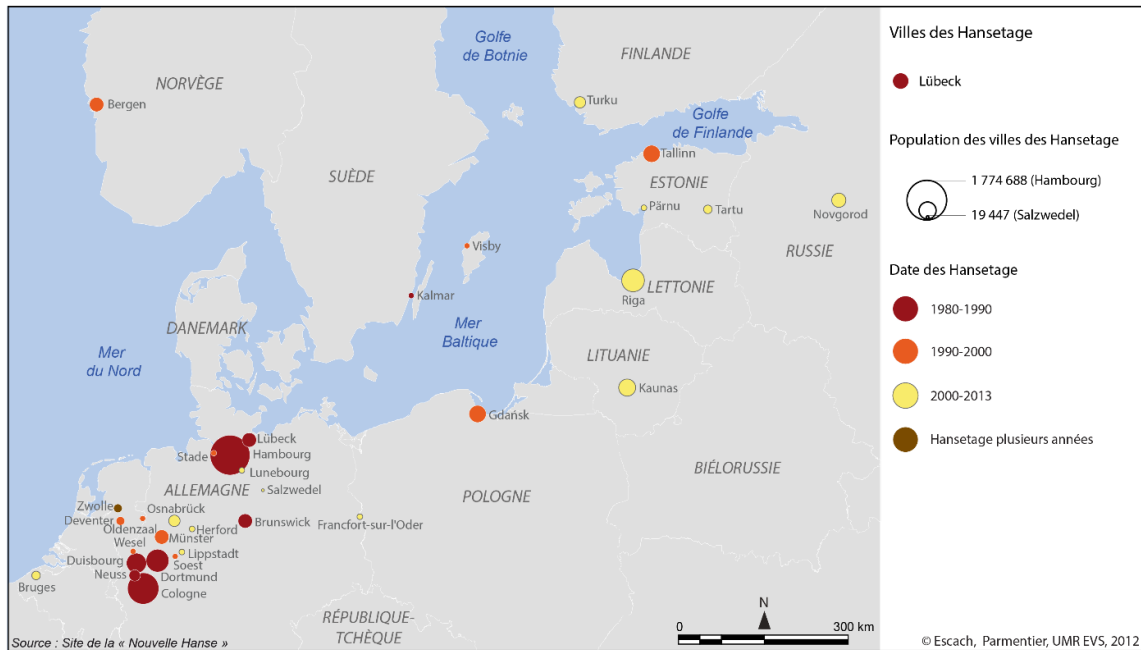 Golfe
de Botnie
FINLANDE
NORVÈGE
Bergen
Turku
Golfe
de Finlande
Tallinn
SUÈDE
ESTONIE
Pärnu
Tartu
Novgorod
RUSSIE
Visby
Kalmar
Riga
LETTONIE
DANEMARK
Mer
Baltique
Mer
du Nord
LITUANIE
Kaunas
Gdańsk
Lübeck
Hambourg
Stade
Lunebourg
BIÉLORUSSIE
ALLEMAGNE
Salzwedel
POLOGNE
Zwolle
Osnabrück
Deventer
Oldenzaal
Herford
Brunswick
Francfort-sur-l'Oder
Wesel
Münster
Lippstadt
Duisbourg
Soest
Neuss
Dortmund
Bruges
Cologne
RÉPUBLIQUE-
TCHÈQUE
N
0
300 km
Source : Site de la « Nouvelle Hanse »
Villes des Hansetage
Lübeck
Population des villes des Hansetage
1 774 688 (Hambourg)
19 447 (Salzwedel)
Date des Hansetage
1980-1990
1990-2000
2000-2013
Hansetage plusieurs années
© Escach, Parmentier, UMR EVS, 2012